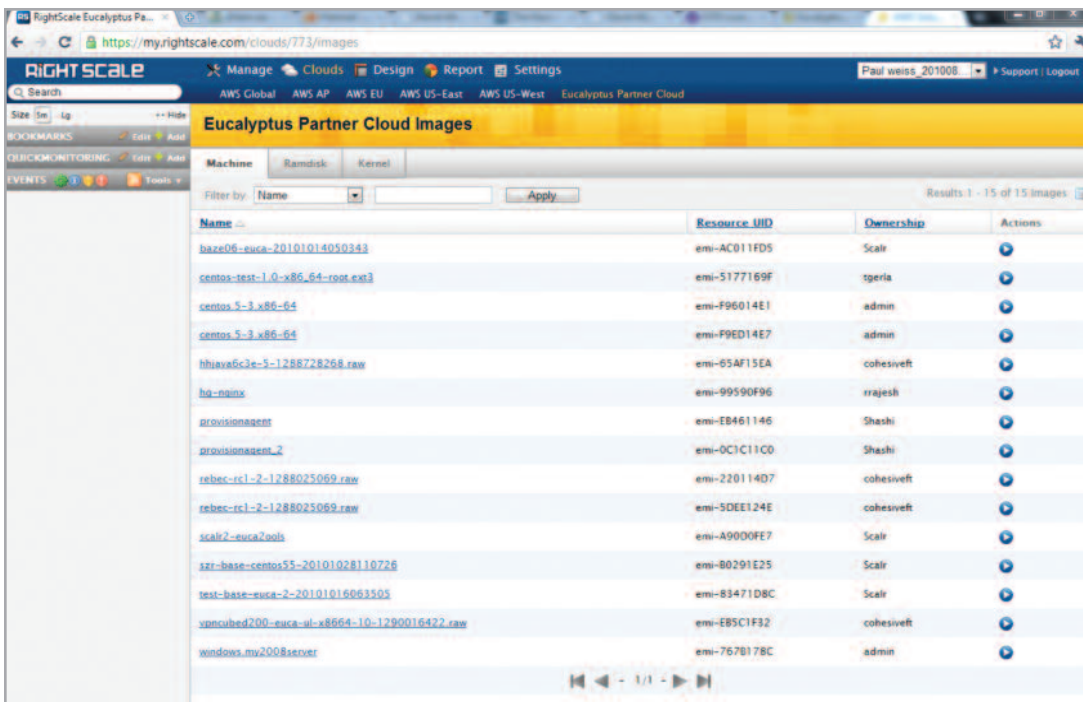 RightScale Eucalyptus Pa...
https://my.rightscale.com/clouds/773/images
RIGHTSCALE
Manage Clouds Design Report Settings
Paul weiss_201008...
Support | Logout
Search
AWS Global AWS AP AWS EU AWS US-East AWS US-West Eucalyptus Partner Cloud
Size Sm Lg Hide
Eucalyptus Partner Cloud Images
BOOKMARKS Edit Add
QUICKMONITORING Edit Add
EVENTS Tools
Machine Ramdisk Kernel
Filter by Name Apply Results 1 - 15 of 15 images
Name Resource UID Ownership Actions
baze06-euca-20101014050343 emi-AC011FD5 Scalr
centos-test-1.0-x86_64-root.ext3 emi-5177169F tgeria
centos.5-3.x86-64 emi-F96014E1 admin
centos.5-3.x86-64 emi-F9ED14E7 admin
hhjava6c3e-5-1288728268.raw emi-65AF15EA cohesiveft
hq-nginx emi-99590F96 rrajesh
provisionagent emi-EB461146 Shashi
provisionagent_2 emi-0C1C11C0 Shashi
rebec-rc1-2-1288025069.raw emi-220114D7 cohesiveft
rebec-rc1-2-1288025069.raw emi-5DEE124E cohesiveft
scalr2-euca2ools emi-A90D0FE7 Scalr
szr-base-centos55-20101028110726 emi-B0291E25 Scalr
test-base-euca-2-20101016063505 emi-83471D8C Scalr
vpncubed200-euca-ul-x8664-10-1290016422.raw emi-EB5C1F32 cohesiveft
windows.my2008server emi-767B178C admin
- 1/1 -